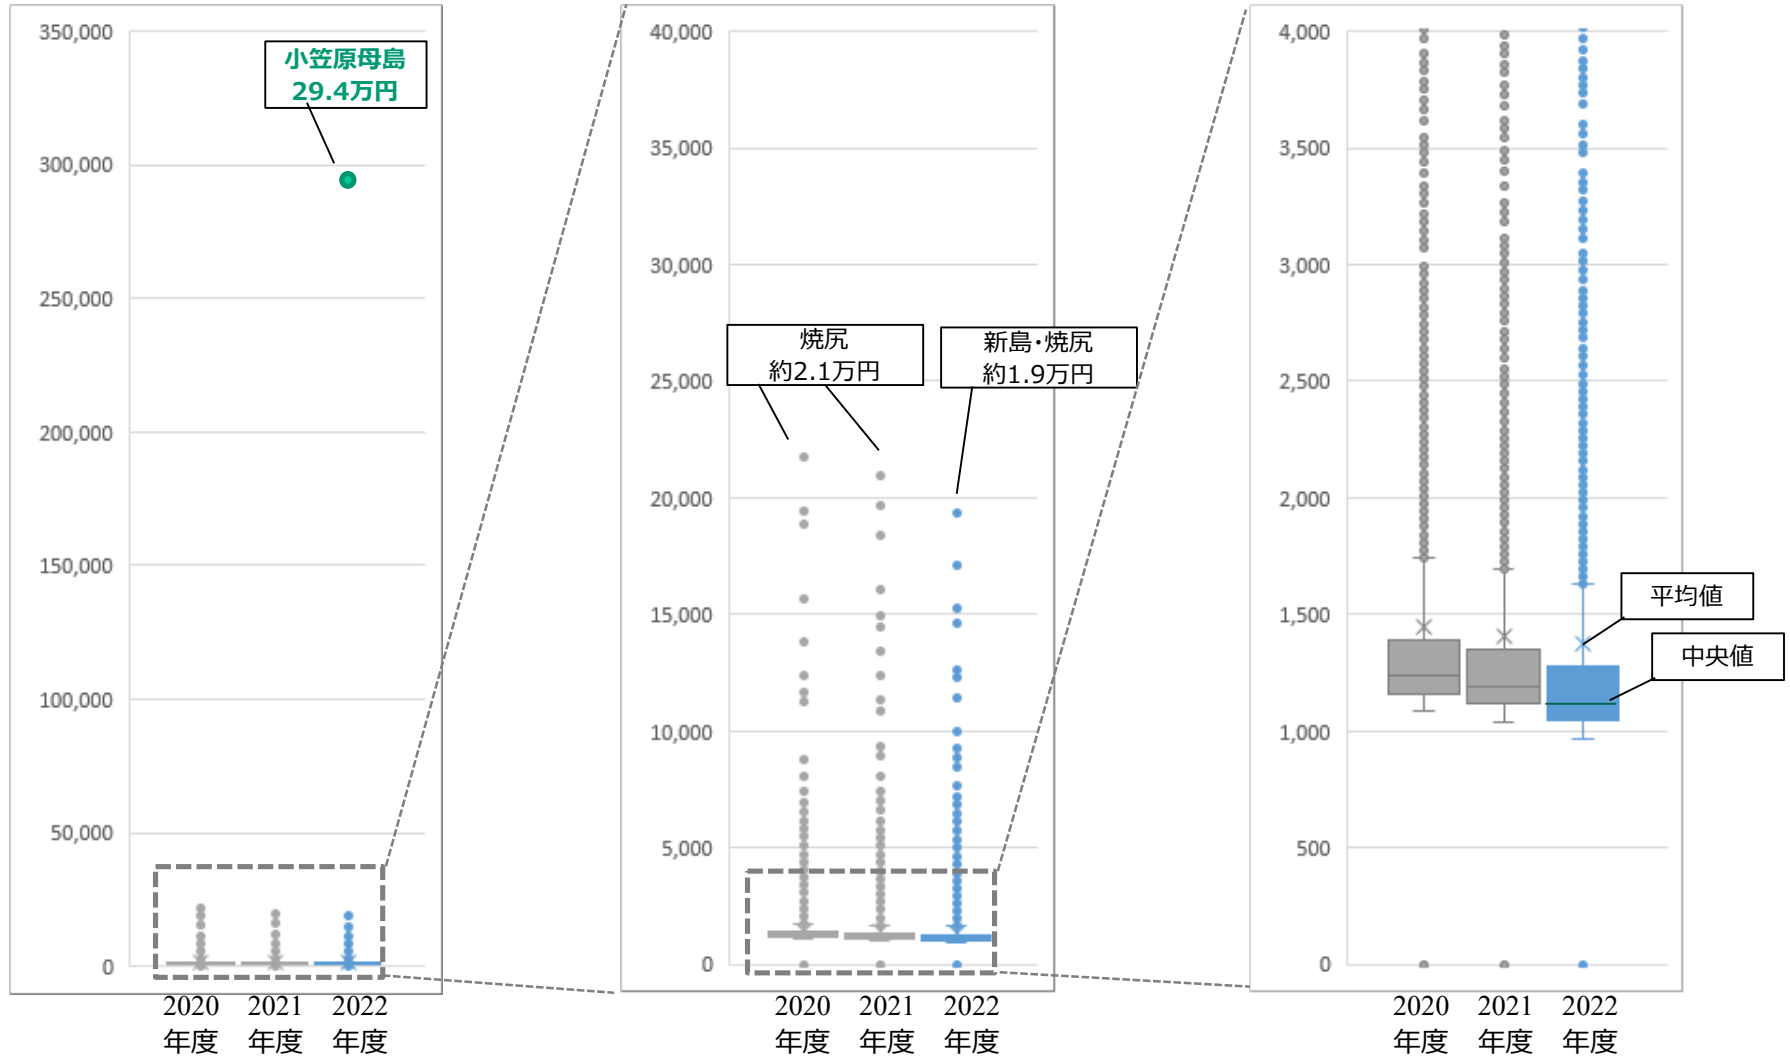 350,000
300,000
250,000
200,000
150,000
100,000
50,000
0
小笠原母島
29.4万円
2020
年度
2021
年度
2022
年度
40,000
35,000
30,000
25,000
20,000
15,000
10,000
5,000
0
焼尻
約2.1万円
新島・焼尻
約1.9万円
2020
年度
2021
年度
2022
年度
4,000
3,500
3,000
2,500
2,000
1,500
1,000
500
0
平均値
中央値
2020
年度
2021
年度
2022
年度